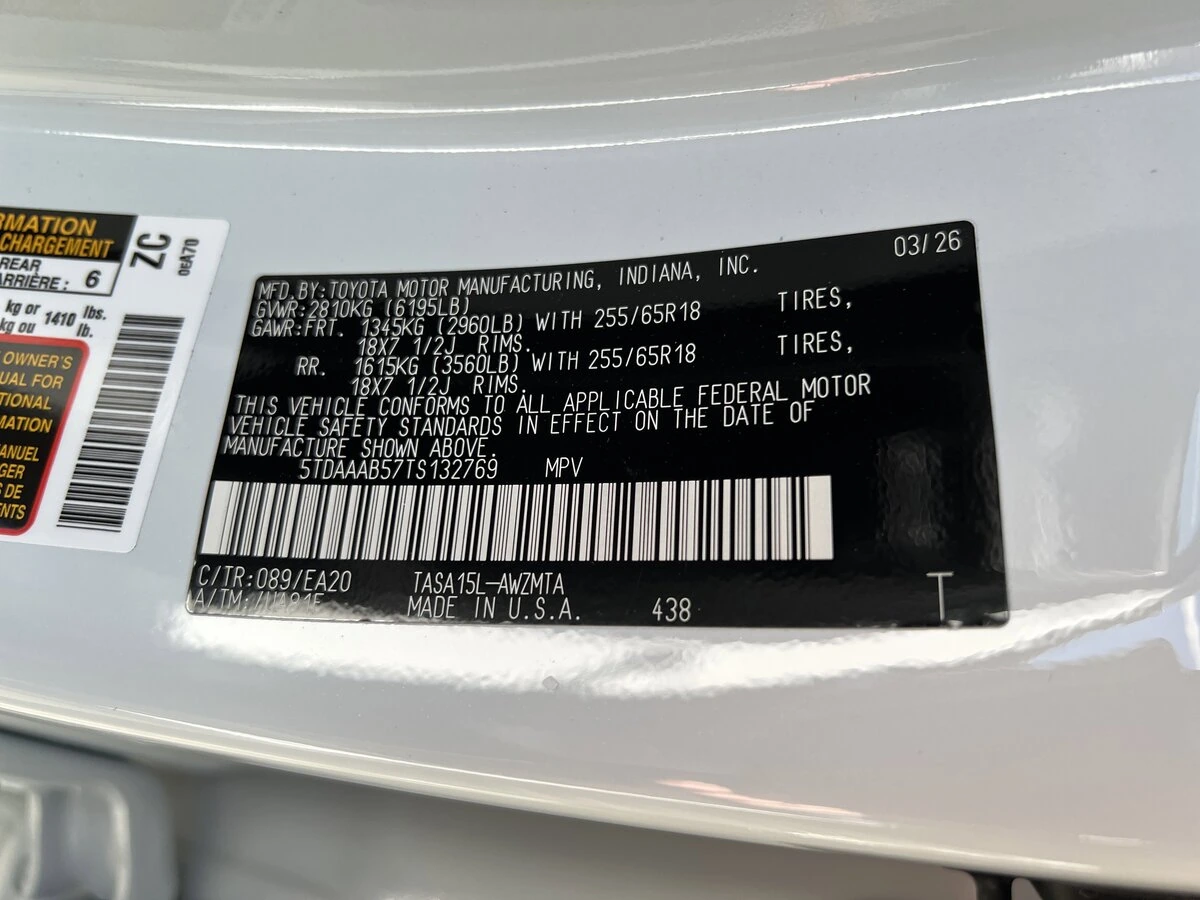 RMATION
CHARGEMENT
REAR
ARRIÈRE : 6
kg or 1410 lbs.
kg ou lb.
OWNER'S
UAL FOR
TIONAL
MATION
MANUEL
GER
S DE
ENTS
ZC
0EA70
03/26
MFD.BY:TOYOTA MOTOR MANUFACTURING, INDIANA, INC.
GVWR:2810KG (6195LB)
GAWR:FRT. 1345KG (2960LB) WITH 255/65R18 TIRES,
18X7 1/2J RIMS.
RR. 1615KG (3560LB) WITH 255/65R18 TIRES,
18X7 1/2J RIMS.
THIS VEHICLE CONFORMS TO ALL APPLICABLE FEDERAL MOTOR
VEHICLE SAFETY STANDARDS IN EFFECT ON THE DATE OF
MANUFACTURE SHOWN ABOVE.
5TDAAAB57TS132769 MPV
C/TR:089/EA20 TASA15L-AWZMTA
A/TM: MADE IN U.S.A. 438 T